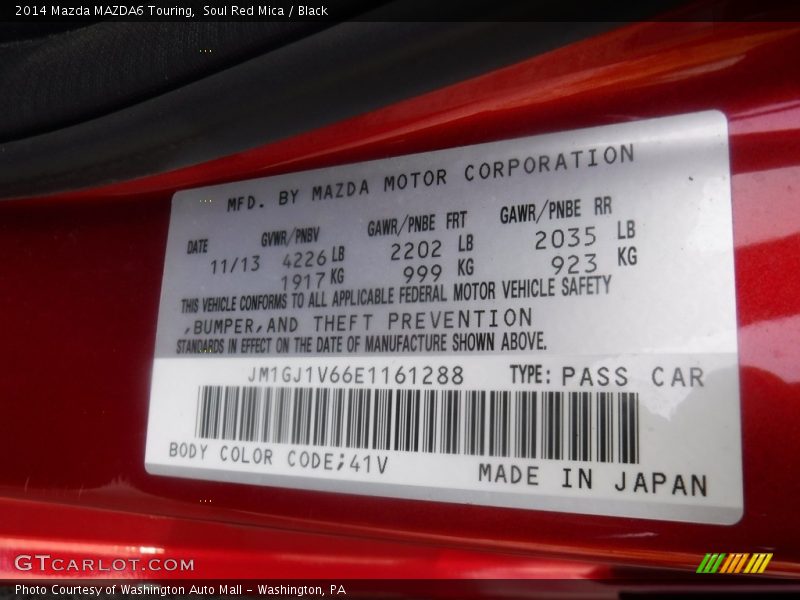 2014 Mazda MAZDA6 Touring, Soul Red Mica / Black
MFD. BY MAZDA MOTOR CORPORATION
DATE GVWR/PNBV GAWR/PNBE FRT GAWR/PNBE RR
11/13 4226 LB 2202 LB 2035 LB
1917 KG 999 KG 923 KG
THIS VEHICLE CONFORMS TO ALL APPLICABLE FEDERAL MOTOR VEHICLE SAFETY
,BUMPER,AND THEFT PREVENTION
STANDARDS IN EFFECT ON THE DATE OF MANUFACTURE SHOWN ABOVE.
JM1GJ1V66E1161288 TYPE: PASS CAR
BODY COLOR CODE;41V
MADE IN JAPAN
GTCARLOT.COM
Photo Courtesy of Washington Auto Mall - Washington, PA